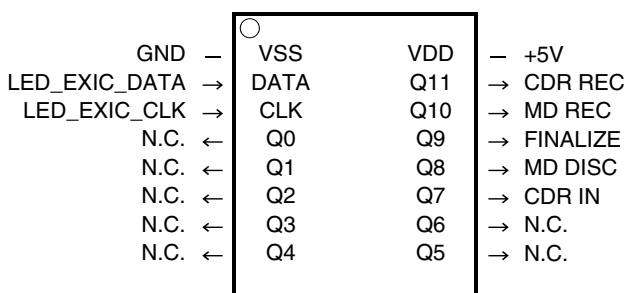 GND – VSS VDD – +5V
LED_EXIC_DATA → DATA Q11 → CDR REC
LED_EXIC_CLK → CLK Q10 → MD REC
N.C. ← Q0 Q9 → FINALIZE
N.C. ← Q1 Q8 → MD DISC
N.C. ← Q2 Q7 → CDR IN
N.C. ← Q3 Q6 → N.C.
N.C. ← Q4 Q5 → N.C.